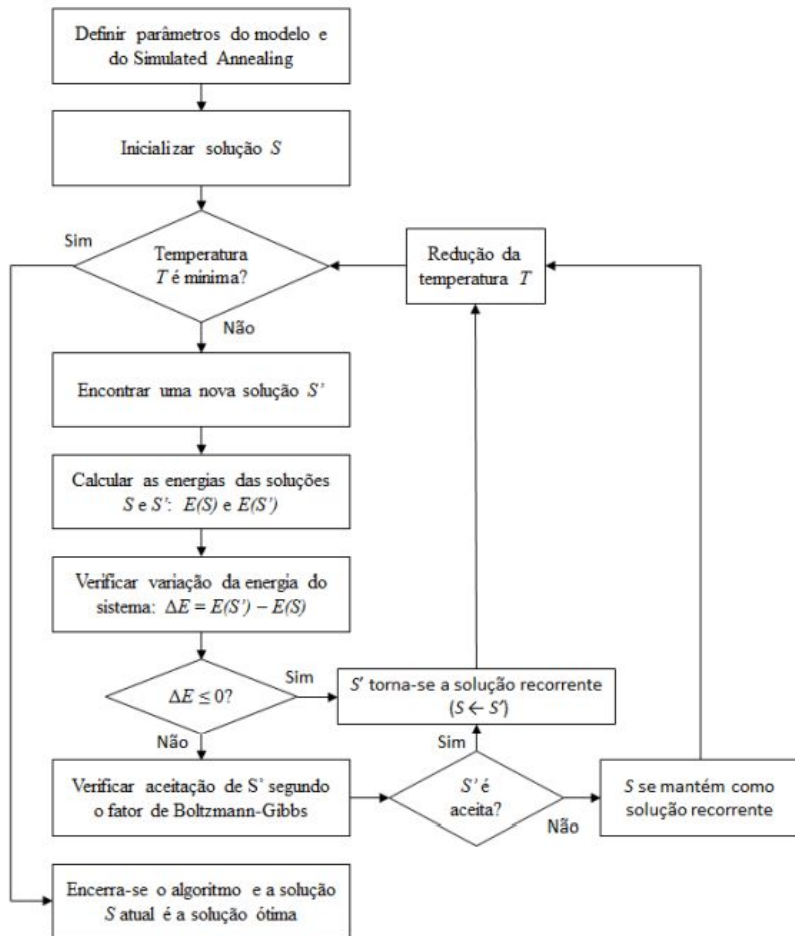 Definir parâmetros do modelo e
do Simulated Annealing
Inicializar solução S
Sim
Temperatura
T é mínima?
Redução da
temperatura T
Não
Encontrar uma nova solução S'
Calcular as energias das soluções
S e S': E(S) e E(S')
Verificar variação da energia do
sistema: ΔE = E(S') – E(S)
ΔE ≤ 0?
Sim
S' torna-se a solução recorrente
(S ← S')
Não
Sim
Verificar aceitação de S' segundo
o fator de Boltzmann-Gibbs
S' é
aceita?
Não
S se mantém como
solução recorrente
Encerra-se o algoritmo e a solução
S atual é a solução ótima